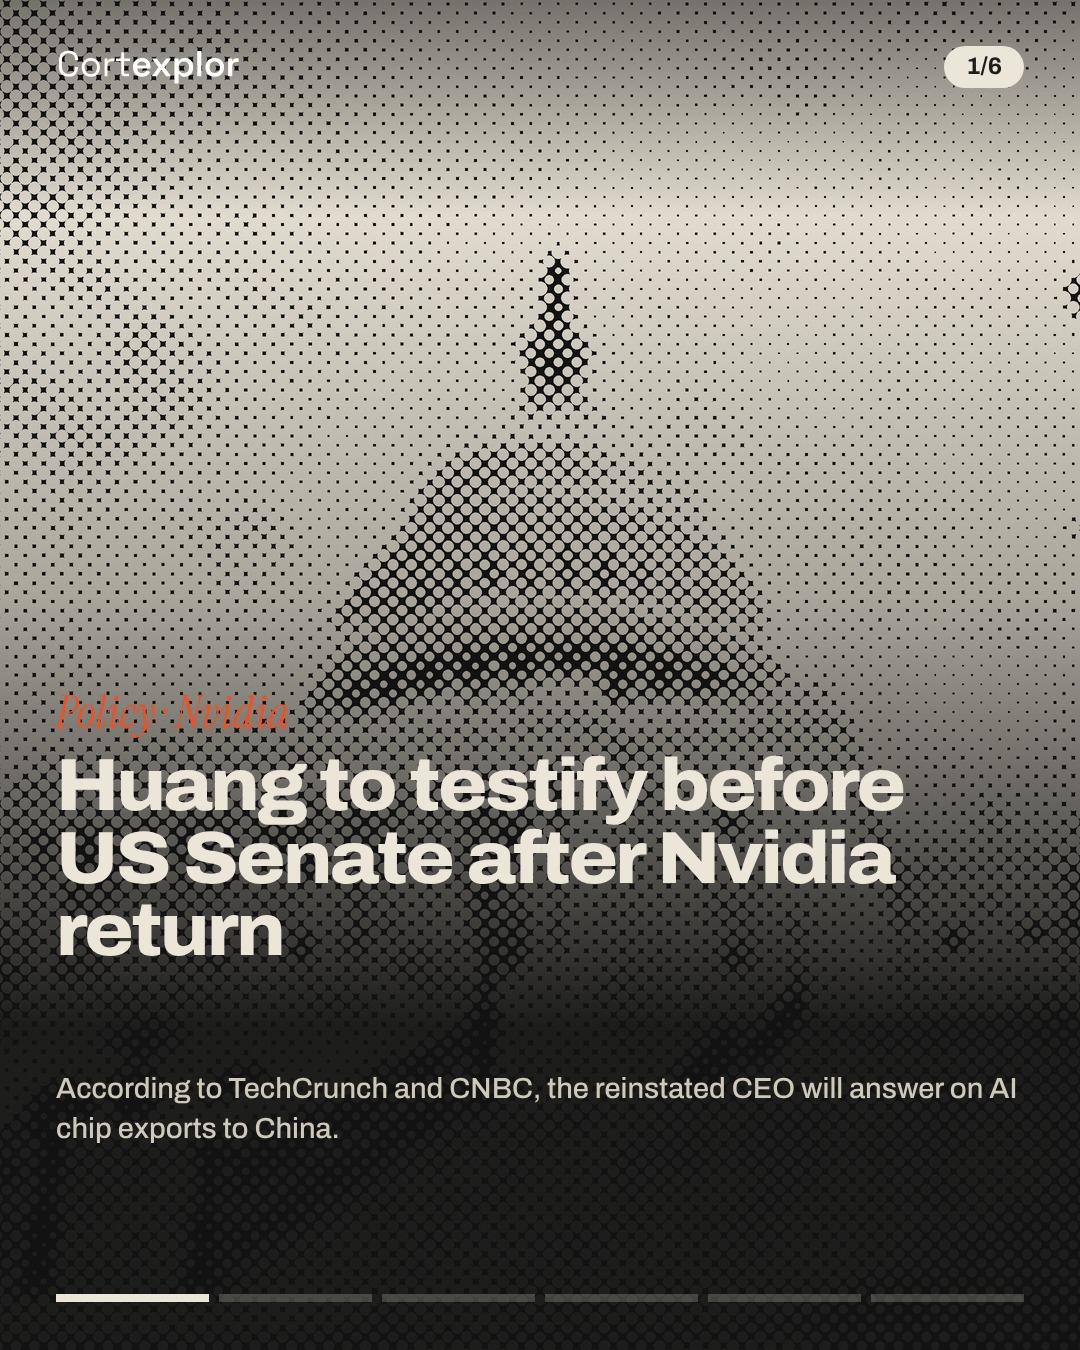 Cortexplor
1/6
Policy · Nvidia
Huang to testify before
US Senate after Nvidia
return
According to TechCrunch and CNBC, the reinstated CEO will answer on AI
chip exports to China.